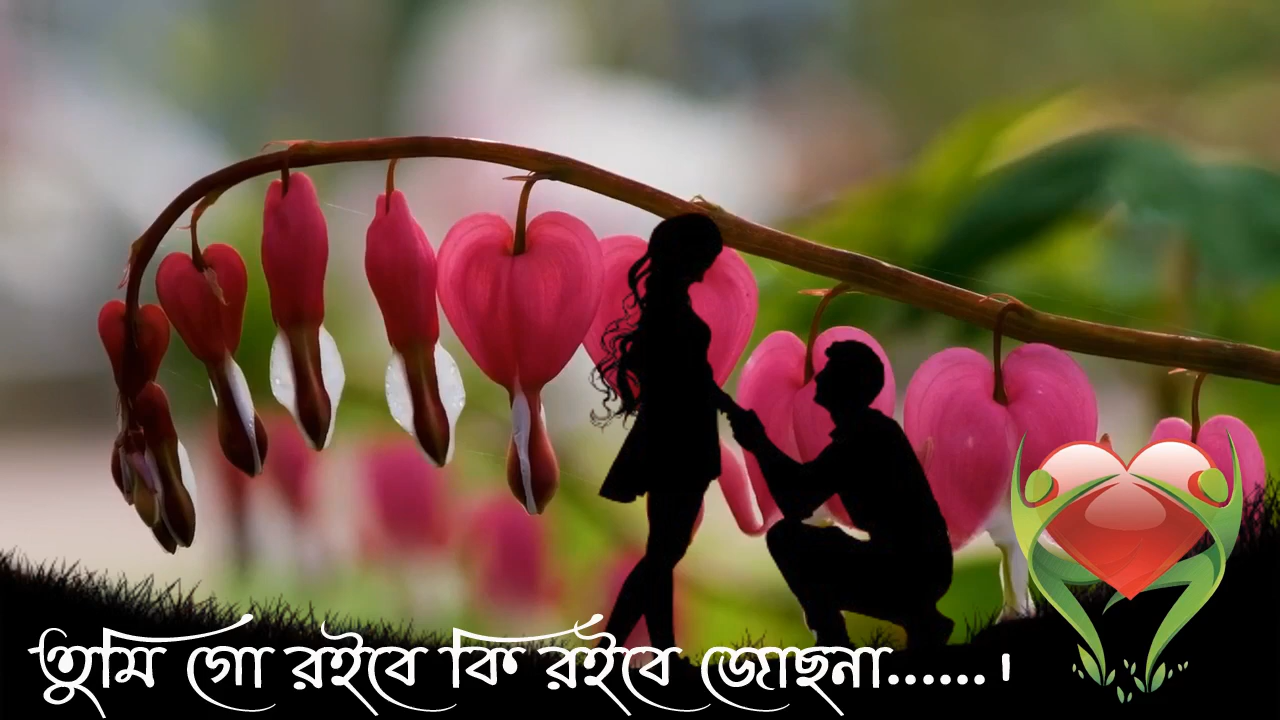 তুমি গো রইবে কি রইবে জোছনা......।